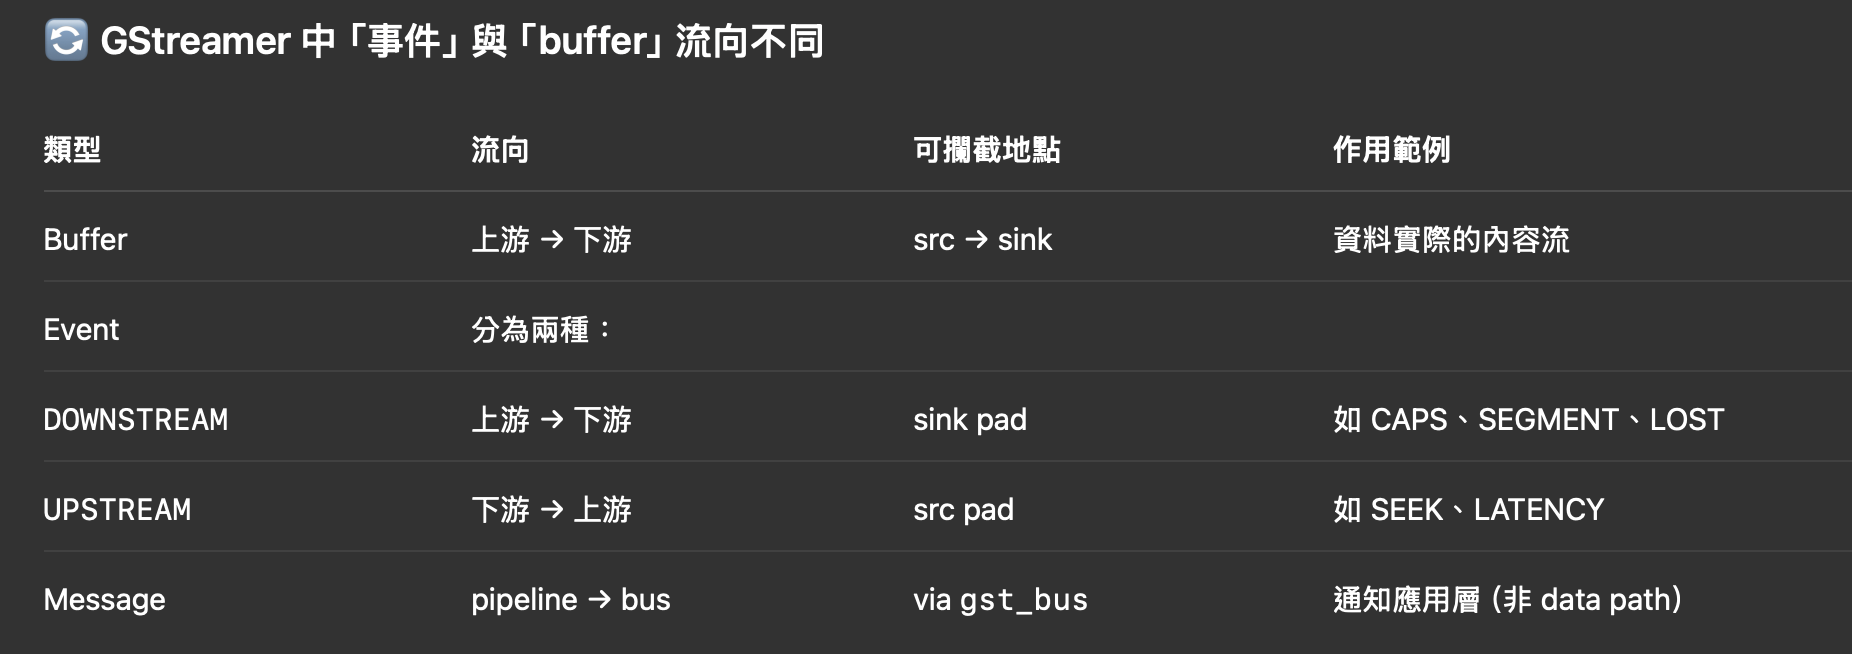 🔄 GStreamer 中「事件」與「buffer」流向不同
類型 流向 可攔截地點 作用範例
Buffer 上游 → 下游 src → sink 資料實際的內容流
Event 分為兩種：
DOWNSTREAM 上游 → 下游 sink pad 如 CAPS、SEGMENT、LOST
UPSTREAM 下游 → 上游 src pad 如 SEEK、LATENCY
Message pipeline → bus via gst_bus 通知應用層（非 data path）